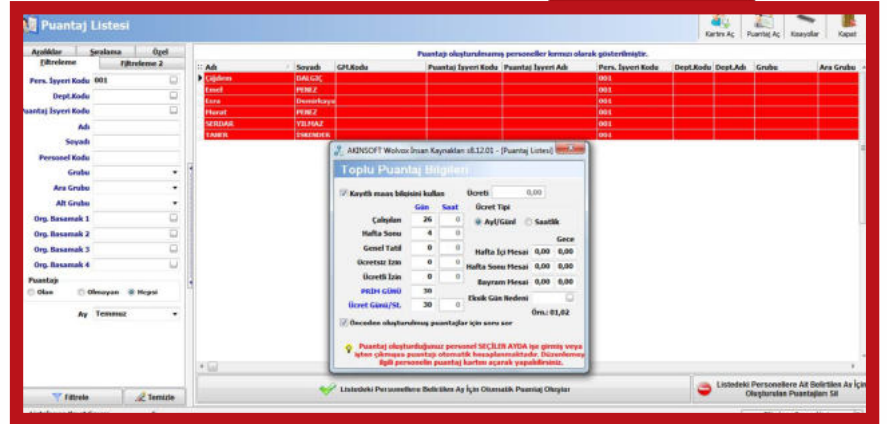 Puantaj Listesi
Kartını Aç Puantaj Aç Kısayollar Kapat
Aralıklar Sıralama Özel
Filtreleme Filtreleme 2
Pers. İşyeri Kodu 001
Dept.Kodu
Puantaj İşyeri Kodu
Adı
Soyadı
Personel Kodu
Grubu
Ara Grubu
Alt Grubu
Org. Basamak 1
Org. Basamak 2
Org. Basamak 3
Org. Basamak 4
Puantajı
Olan Olmayan Hepsi
Ay Temmuz
Filtrele Temizle
Puantajı oluşturulmamış personeller kırmızı olarak gösterilmiştir.
Adı Soyadı GM.Kodu Puantaj İşyeri Kodu Puantaj İşyeri Adı Pers. İşyeri Kodu Dept.Kodu Dept.Adı Grubu Ara Grubu
Çiğdem DALGIÇ 001
Emel PEREZ 001
Esra Demirkaya 001
Murat PEREZ 001
SERDAR YILMAZ 001
TAMER İSKENDER 001
AKINSOFT Wolvox İnsan Kaynakları s8.12.01 - [Puantaj Listesi]
Toplu Puantaj Bilgileri
Kayıtlı maaş bilgisini kullan Ücreti 0,00
Gün Saat Ücret Tipi
Çalışılan 26 0 Aylı/Günl Saatlik
Hafta Sonu 4 0 Gece
Genel Tatil 0 0 Hafta İçi Mesai 0,00 0,00
Ücretsiz İzin 0 0 Hafta Sonu Mesai 0,00 0,00
Ücretli İzin 0 0 Bayram Mesai 0,00 0,00
PRİM GÜNÜ 30 Eksik Gün Nedeni
Ücret Günü/St. 30 0 Örn.: 01,02
Önceden oluşturulmuş puantajlar için soru sor
Puantaj oluşturduğunuz personel SEÇİLEN AYDA işe girmiş veya
işten çıkmışsa puantajı otomatik hesaplanmaktadır. Düzenlemeyi
ilgili personelin puantaj kartını açarak yapabilirsiniz.
Listedeki Personellere Belirtilen Ay İçin Otomatik Puantaj Oluştur
Listedeki Personellere Ait Belirtilen Ay İçin
Oluşturulan Puantajları Sil